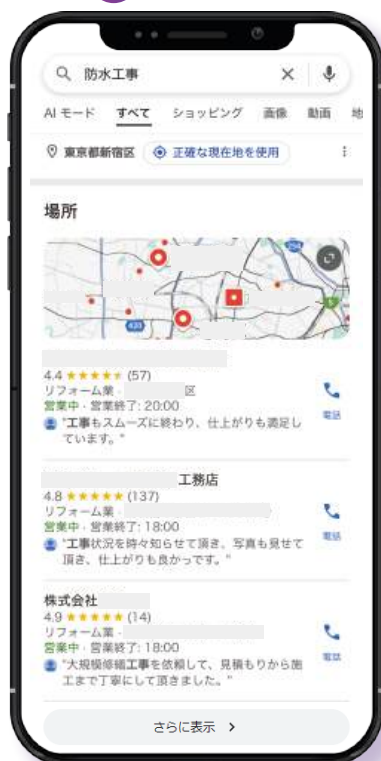 防水工事
AI モード すべて ショッピング 画像 動画 地
東京都新宿区 正確な現在地を使用
場所
4.4 ★★★★★ (57)
リフォーム業 · 区
営業中 · 営業終了: 20:00
電話
"工事もスムーズに終わり、仕上がりも満足し
ています。"
工務店
4.8 ★★★★★ (137)
リフォーム業 ·
営業中 · 営業終了: 18:00
電話
"工事状況を時々知らせて頂き、写真も見せて
頂き、仕上がりも良かっです。"
株式会社
4.9 ★★★★★ (14)
リフォーム業 ·
営業中 · 営業終了: 18:00
電話
"大規模修繕工事を依頼して、見積もりから施
工まで丁寧にして頂きました。"
さらに表示 >